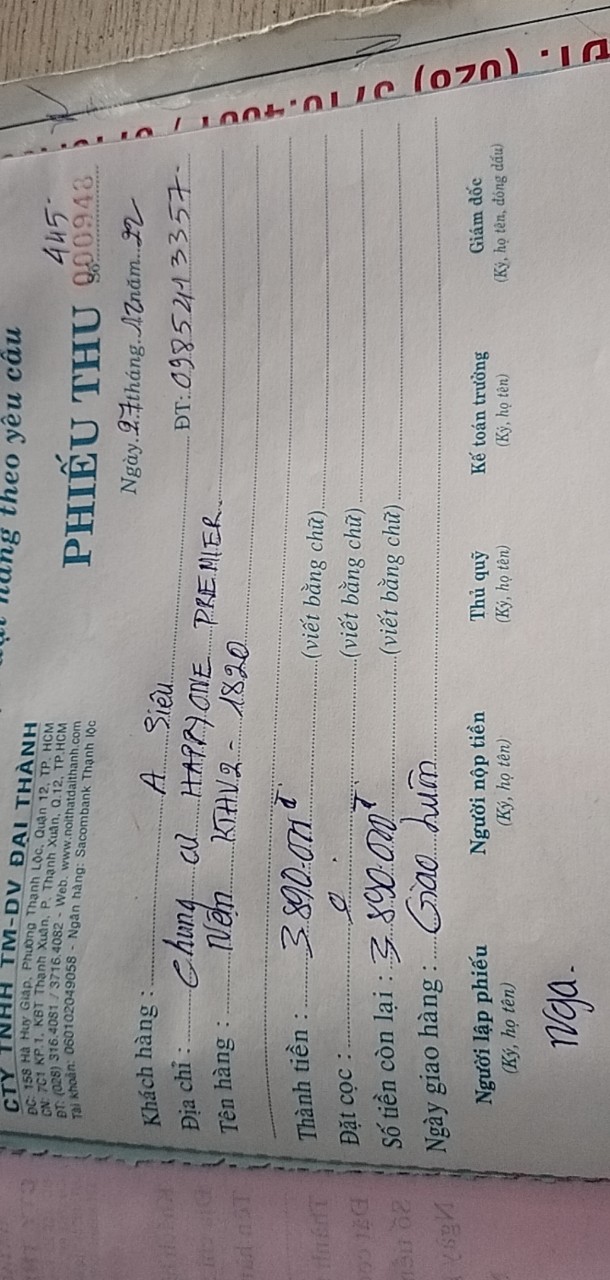 hàng theo yêu cầu
CTY TNHH TM-DV ĐẠI THÀNH
ĐC: 158 Hà Huy Giáp, Phường Thạnh Lộc, Quận 12, TP. HCM
CN: 7C1 KP.1, KBT Thạnh Xuân, P. Thạnh Xuân, Q.12, TP.HCM
ĐT: (028) 316.4081 / 3716.4082 - Web. www.noithatdaithanh.com
Tài khoản: 060102049058 - Ngân hàng: Sacombank Thạnh lộc
PHIẾU THU
445.
Số 000943
Ngày 27 tháng 12 năm 22
Khách hàng : A Siêu ĐT: 0985413357.
Địa chỉ : Chung cư HAPPY ONE PREMIER
Tên hàng : Nệm KTHV2 - 1820
Thành tiền : 3.890.000đ (viết bằng chữ)
Đặt cọc : 0 (viết bằng chữ)
Số tiền còn lại : 3.890.000đ (viết bằng chữ)
Ngày giao hàng : Giao luôn
Người lập phiếu Người nộp tiền Thủ quỹ Kế toán trưởng Giám đốc
(Ký, họ tên) (Ký, họ tên) (Ký, họ tên) (Ký, họ tên) (Ký, họ tên, đóng dấu)
Nga.